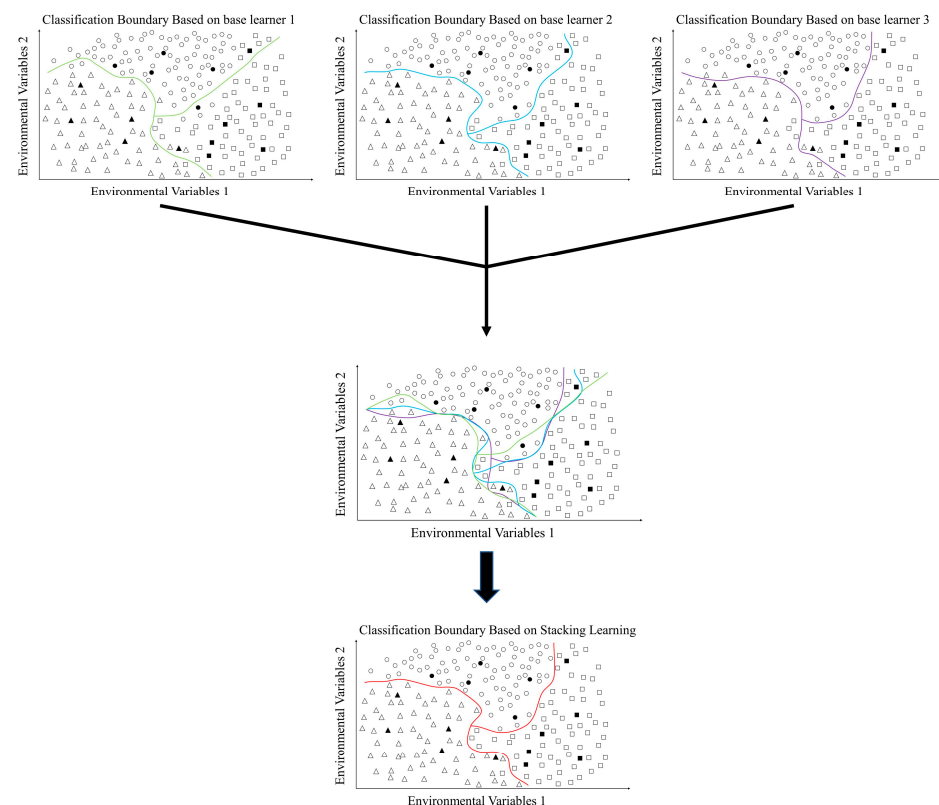 Classification Boundary Based on base learner 1
Classification Boundary Based on base learner 2
Classification Boundary Based on base learner 3
Environmental Variables 2
Environmental Variables 2
Environmental Variables 2
Environmental Variables 1
Environmental Variables 1
Environmental Variables 1
Environmental Variables 2
Environmental Variables 1
Classification Boundary Based on Stacking Learning
Environmental Variables 2
Environmental Variables 1